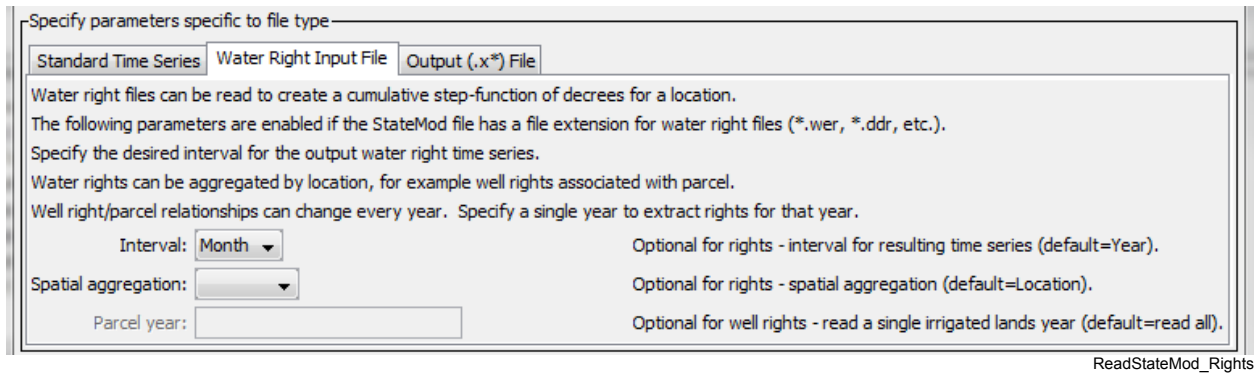 Specify parameters specific to file type
Standard Time Series Water Right Input File Output (.x*) File
Water right files can be read to create a cumulative step-function of decrees for a location.
The following parameters are enabled if the StateMod file has a file extension for water right files (*.wer, *.ddr, etc.).
Specify the desired interval for the output water right time series.
Water rights can be aggregated by location, for example well rights associated with parcel.
Well right/parcel relationships can change every year. Specify a single year to extract rights for that year.
Interval: Month Optional for rights - interval for resulting time series (default=Year).
Spatial aggregation: Optional for rights - spatial aggregation (default=Location).
Parcel year: Optional for well rights - read a single irrigated lands year (default=read all).
ReadStateMod_Rights